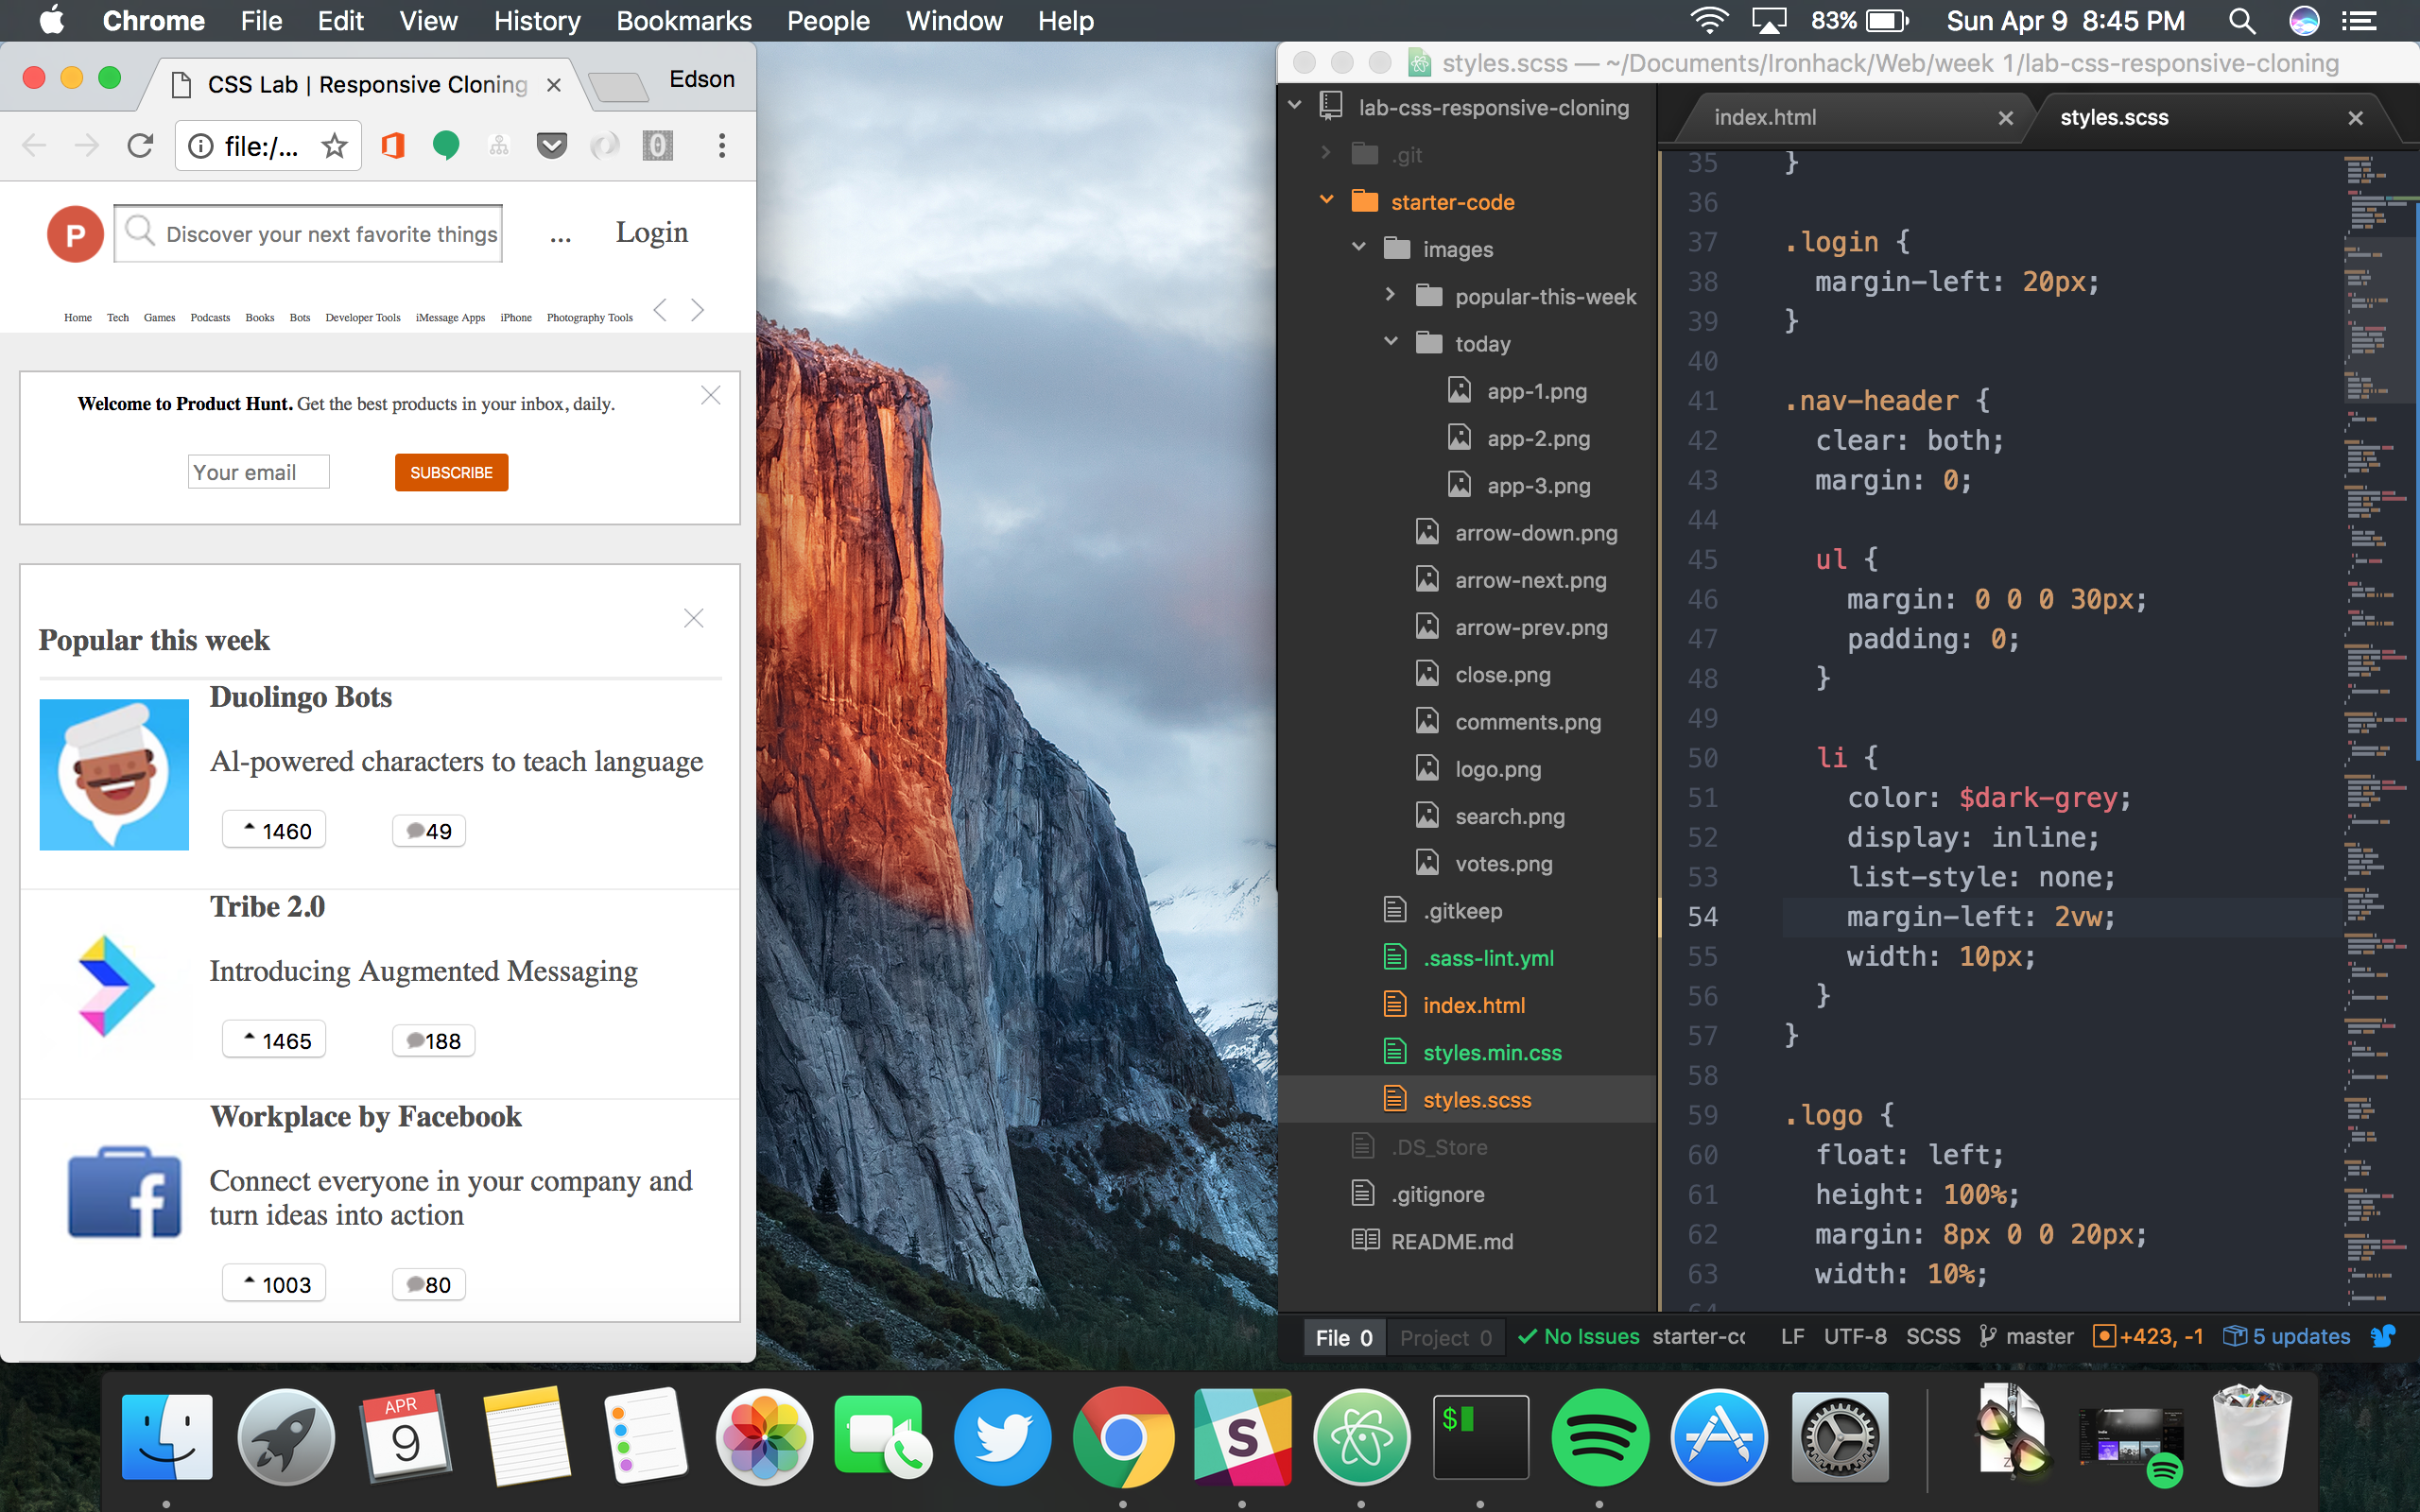 Chrome File Edit View History Bookmarks People Window Help 83% Sun Apr 9 8:45 PM
CSS Lab | Responsive Cloning
Edson
file:/...
P
Discover your next favorite things
...
Login
Home Tech Games Podcasts Books Bots Developer Tools iMessage Apps iPhone Photography Tools
Welcome to Product Hunt. Get the best products in your inbox, daily.
Your email
SUBSCRIBE
Popular this week
Duolingo Bots
Al-powered characters to teach language
1460
49
Tribe 2.0
Introducing Augmented Messaging
1465
188
Workplace by Facebook
Connect everyone in your company and
turn ideas into action
1003
80
styles.scss — ~/Documents/Ironhack/Web/week 1/lab-css-responsive-cloning
lab-css-responsive-cloning
.git
starter-code
images
popular-this-week
today
app-1.png
app-2.png
app-3.png
arrow-down.png
arrow-next.png
arrow-prev.png
close.png
comments.png
logo.png
search.png
votes.png
.gitkeep
.sass-lint.yml
index.html
styles.min.css
styles.scss
.DS_Store
.gitignore
README.md
index.html
styles.scss
35 }
36
37 .login {
38 margin-left: 20px;
39 }
40
41 .nav-header {
42 clear: both;
43 margin: 0;
44
45 ul {
46 margin: 0 0 0 30px;
47 padding: 0;
48 }
49
50 li {
51 color: $dark-grey;
52 display: inline;
53 list-style: none;
54 margin-left: 2vw;
55 width: 10px;
56 }
57 }
58
59 .logo {
60 float: left;
61 height: 100%;
62 margin: 8px 0 0 20px;
63 width: 10%;
64
File 0 Project 0 No Issues starter-cc LF UTF-8 SCSS master +423, -1 5 updates
APR
9
S
$